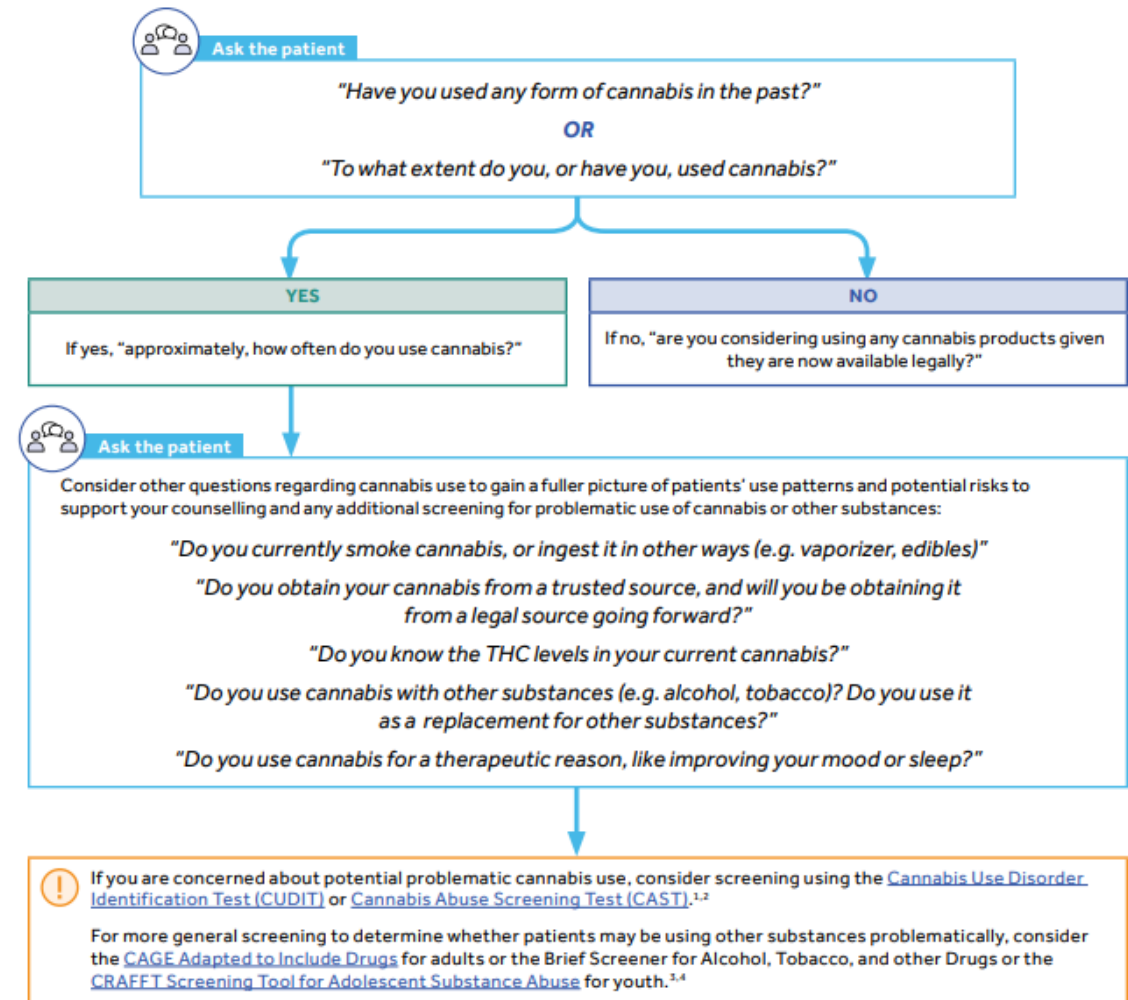 Ask the patient
"Have you used any form of cannabis in the past?"
OR
"To what extent do you, or have you, used cannabis?"
YES
If yes, "approximately, how often do you use cannabis?"
NO
If no, "are you considering using any cannabis products given
they are now available legally?"
Ask the patient
Consider other questions regarding cannabis use to gain a fuller picture of patients' use patterns and potential risks to
support your counselling and any additional screening for problematic use of cannabis or other substances:
"Do you currently smoke cannabis, or ingest it in other ways (e.g. vaporizer, edibles)"
"Do you obtain your cannabis from a trusted source, and will you be obtaining it
from a legal source going forward?"
"Do you know the THC levels in your current cannabis?"
"Do you use cannabis with other substances (e.g. alcohol, tobacco)? Do you use it
as a replacement for other substances?"
"Do you use cannabis for a therapeutic reason, like improving your mood or sleep?"
! If you are concerned about potential problematic cannabis use, consider screening using the Cannabis Use Disorder
Identification Test (CUDIT) or Cannabis Abuse Screening Test (CAST).1,2
For more general screening to determine whether patients may be using other substances problematically, consider
the CAGE Adapted to Include Drugs for adults or the Brief Screener for Alcohol, Tobacco, and other Drugs or the
CRAFFT Screening Tool for Adolescent Substance Abuse for youth.3,4